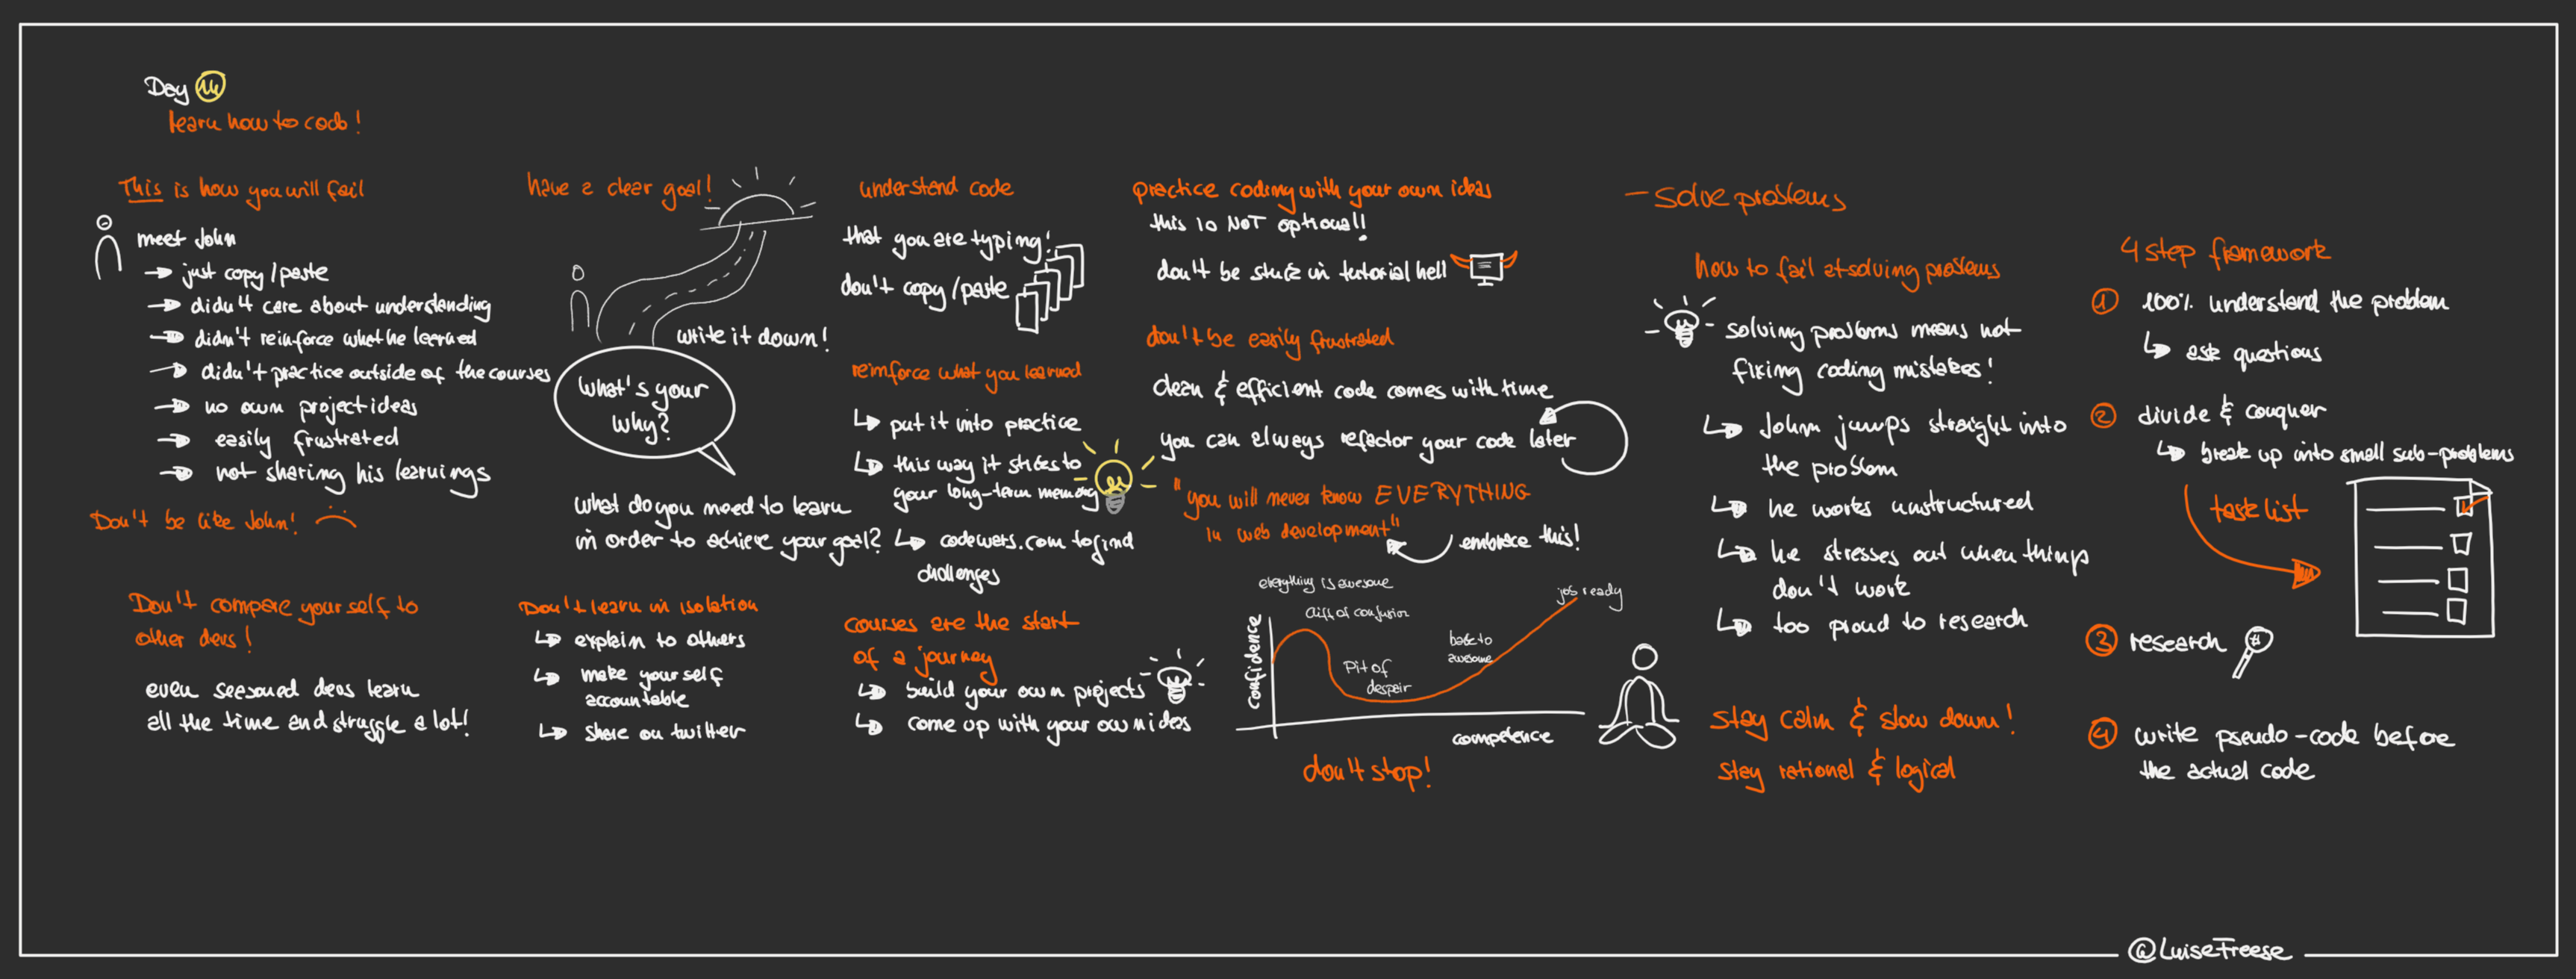 Day
learn how to code!
This is how you will fail
meet John
just copy/paste
didn't care about understanding
didn't reinforce what he learned
didn't practice outside of the courses
no own project ideas
easily frustrated
not sharing his learnings
Don't be like John!
Don't compare yourself to
other devs!
even seasoned devs learn
all the time and struggle a lot!
have a clear goal!
write it down!
What's your
why?
what do you need to learn
in order to achieve your goal?
Don't learn in isolation
explain to others
make yourself
accountable
share on twitter
understand code
that you are typing!
don't copy/paste
reinforce what you learned
put it into practice
this way it sticks to
your long-term memory
codewars.com to find
challenges
courses are the start
of a journey
build your own projects
come up with your own ideas
practice coding with your own ideas
this is NOT optional!
don't be stuck in tutorial hell
don't be easily frustrated
clean & efficient code comes with time
you can always refactor your code later
"you will never know EVERYTHING
in web development"
embrace this!
everything is awesome
cliff of confusion
job ready
confidence
Pit of
despair
back to
awesome
competence
don't stop!
- solve problems
how to fail at solving problems
solving problems means not
fixing coding mistakes!
John jumps straight into
the problem
he works unstructured
he stresses out when things
don't work
too proud to research
stay calm & slow down!
stay rational & logical
4 step framework
1 100% understand the problem
ask questions
2 divide & conquer
break up into small sub-problems
task list
3 research
4 write pseudo-code before
the actual code
@LuiseFreese